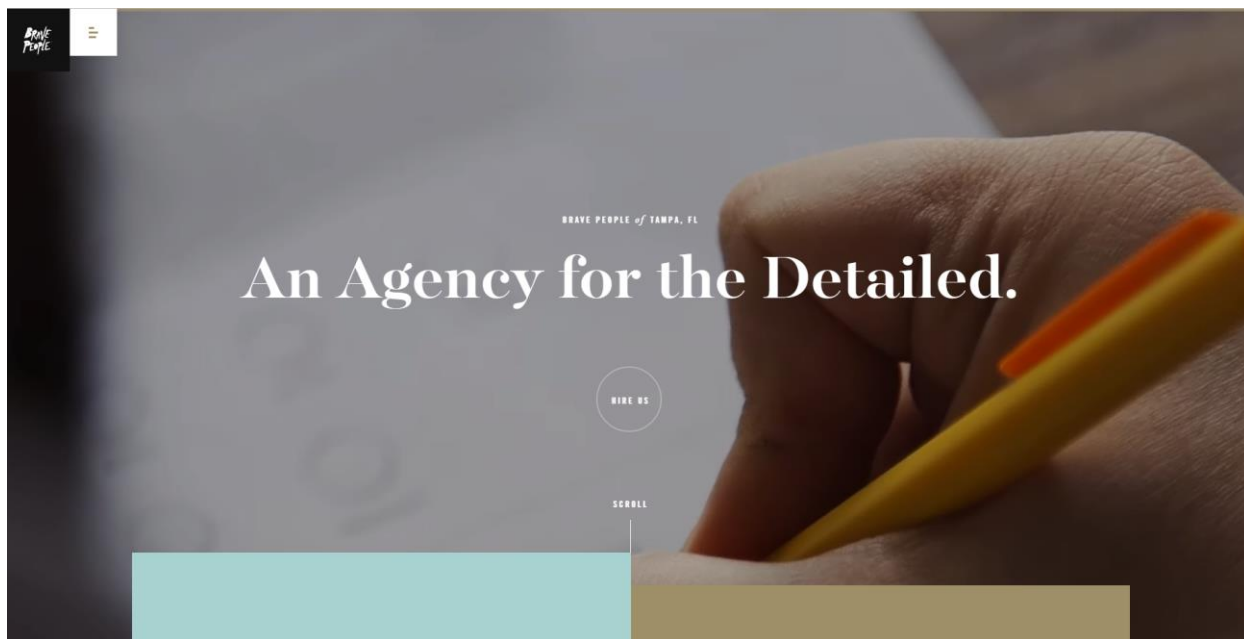 BRAVE PEOPLE
BRAVE PEOPLE of TAMPA, FL
An Agency for the Detailed.
HIRE US
SCROLL